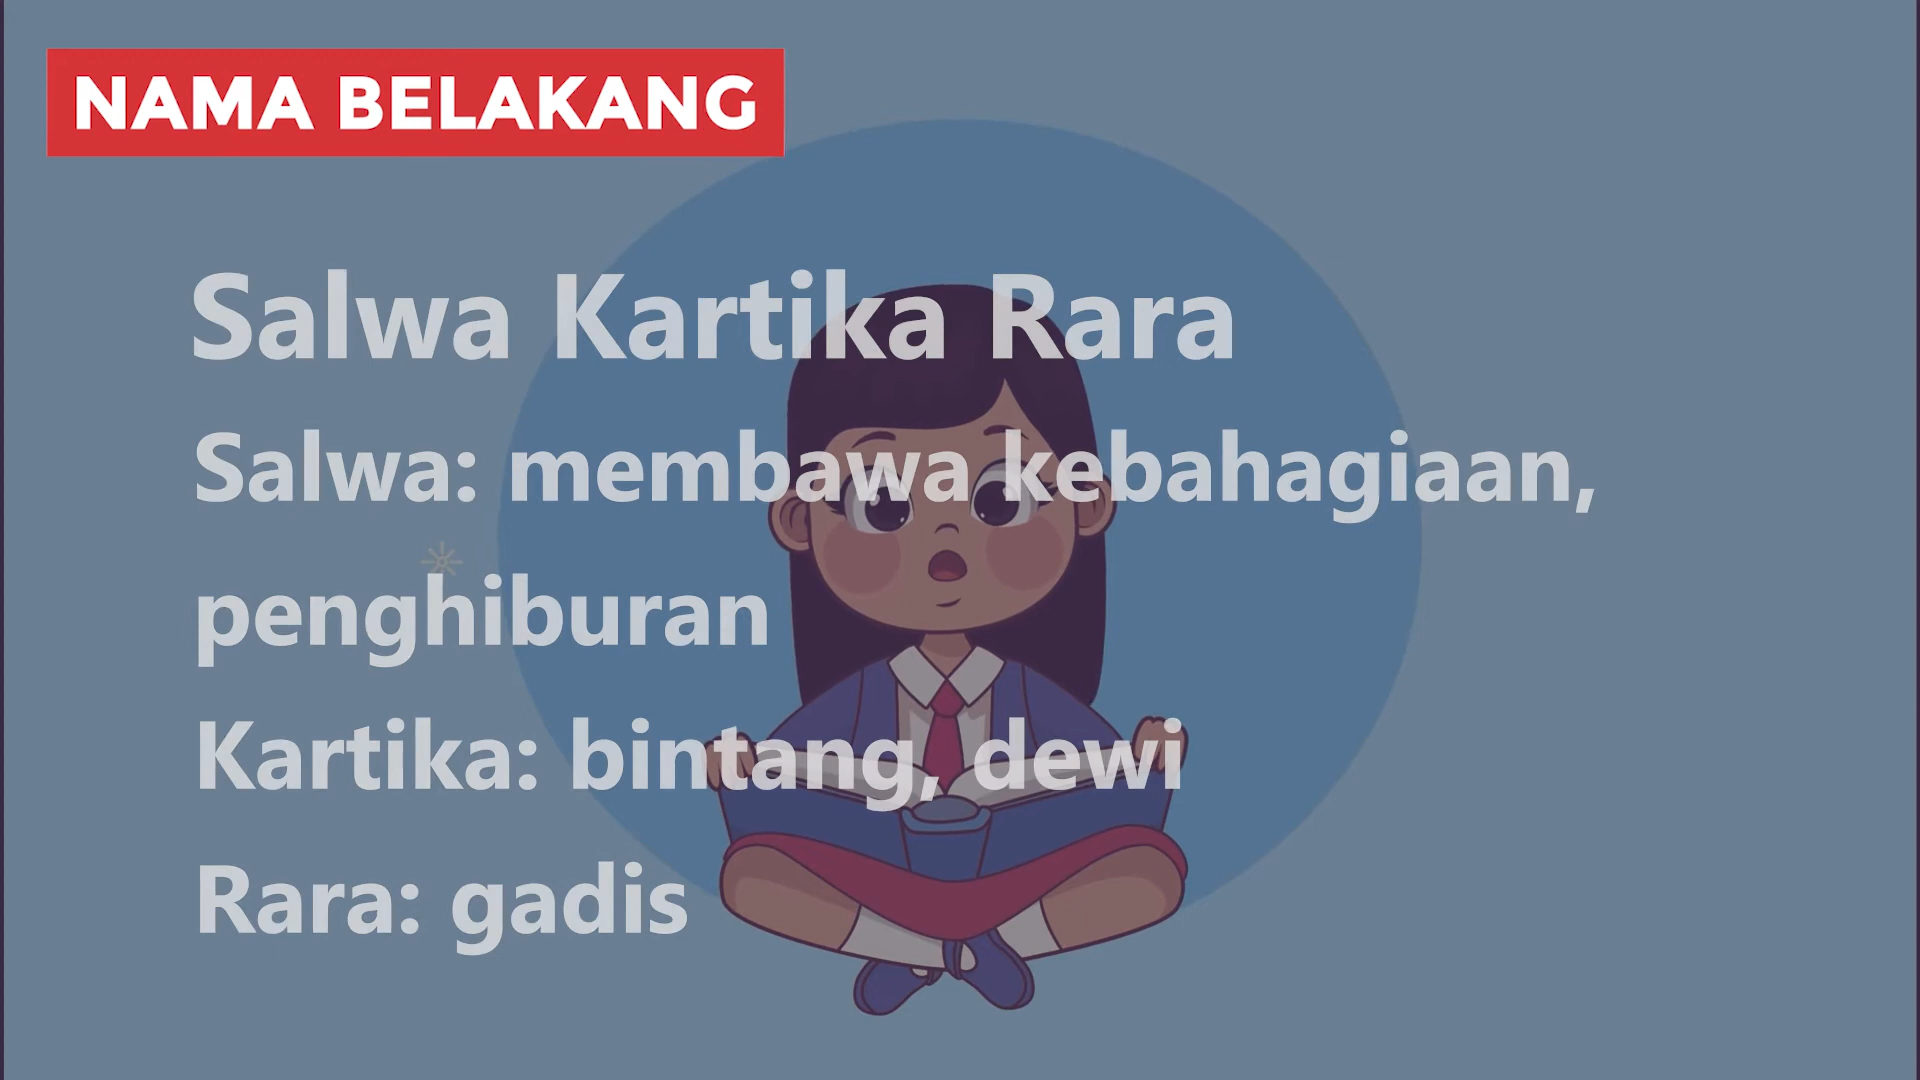 NAMA BELAKANG
Salwa Kartika Rara
Salwa: membawa kebahagiaan,
penghiburan
Kartika: bintang, dewi
Rara: gadis